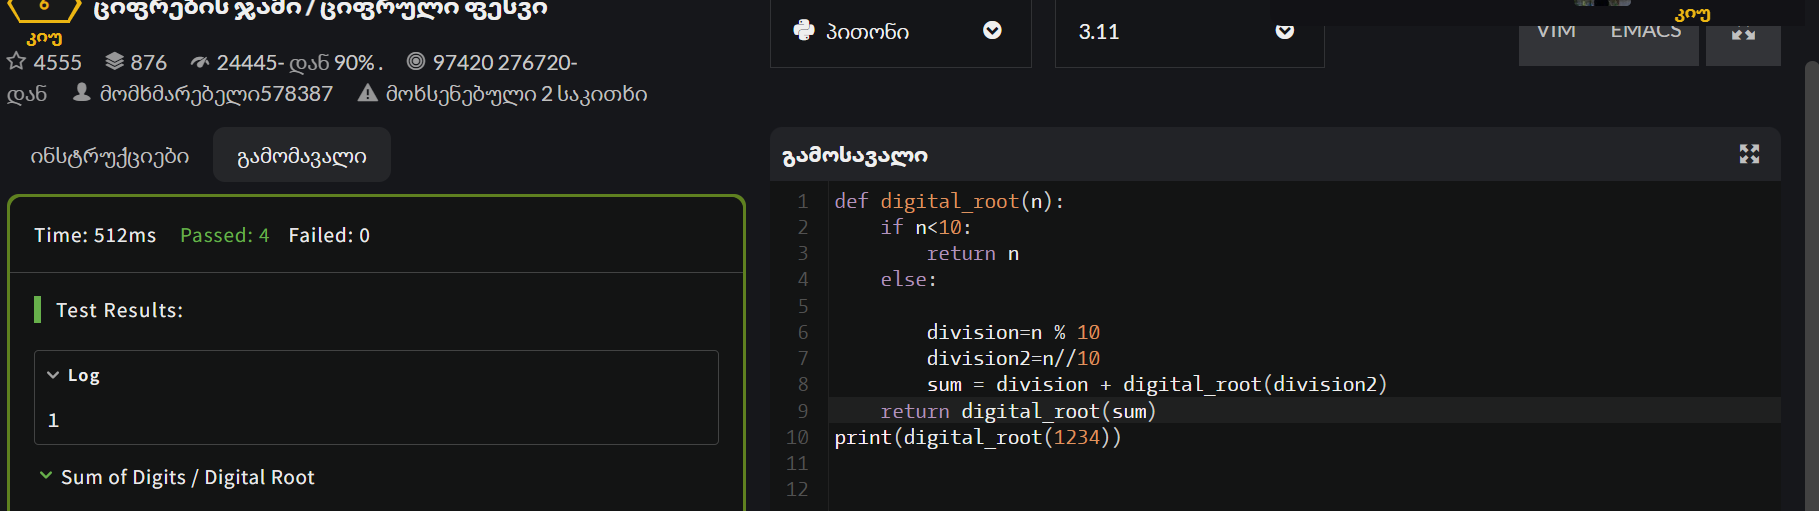 6 ციფრების ჯამი / ციფრული ფესვი
კიუ
4555 876 24445- დან 90% . 97420 276720-
დან მომხმარებელი578387 მოხსენებული 2 საკითხი
ინსტრუქციები გამომავალი
Time: 512ms Passed: 4 Failed: 0
Test Results:
Log
1
Sum of Digits / Digital Root
პითონი 3.11 VIM EMACS
კიუ
გამოსავალი
1 def digital_root(n):
2     if n<10:
3         return n
4     else:
5
6         division=n % 10
7         division2=n//10
8         sum = division + digital_root(division2)
9     return digital_root(sum)
10 print(digital_root(1234))
11
12